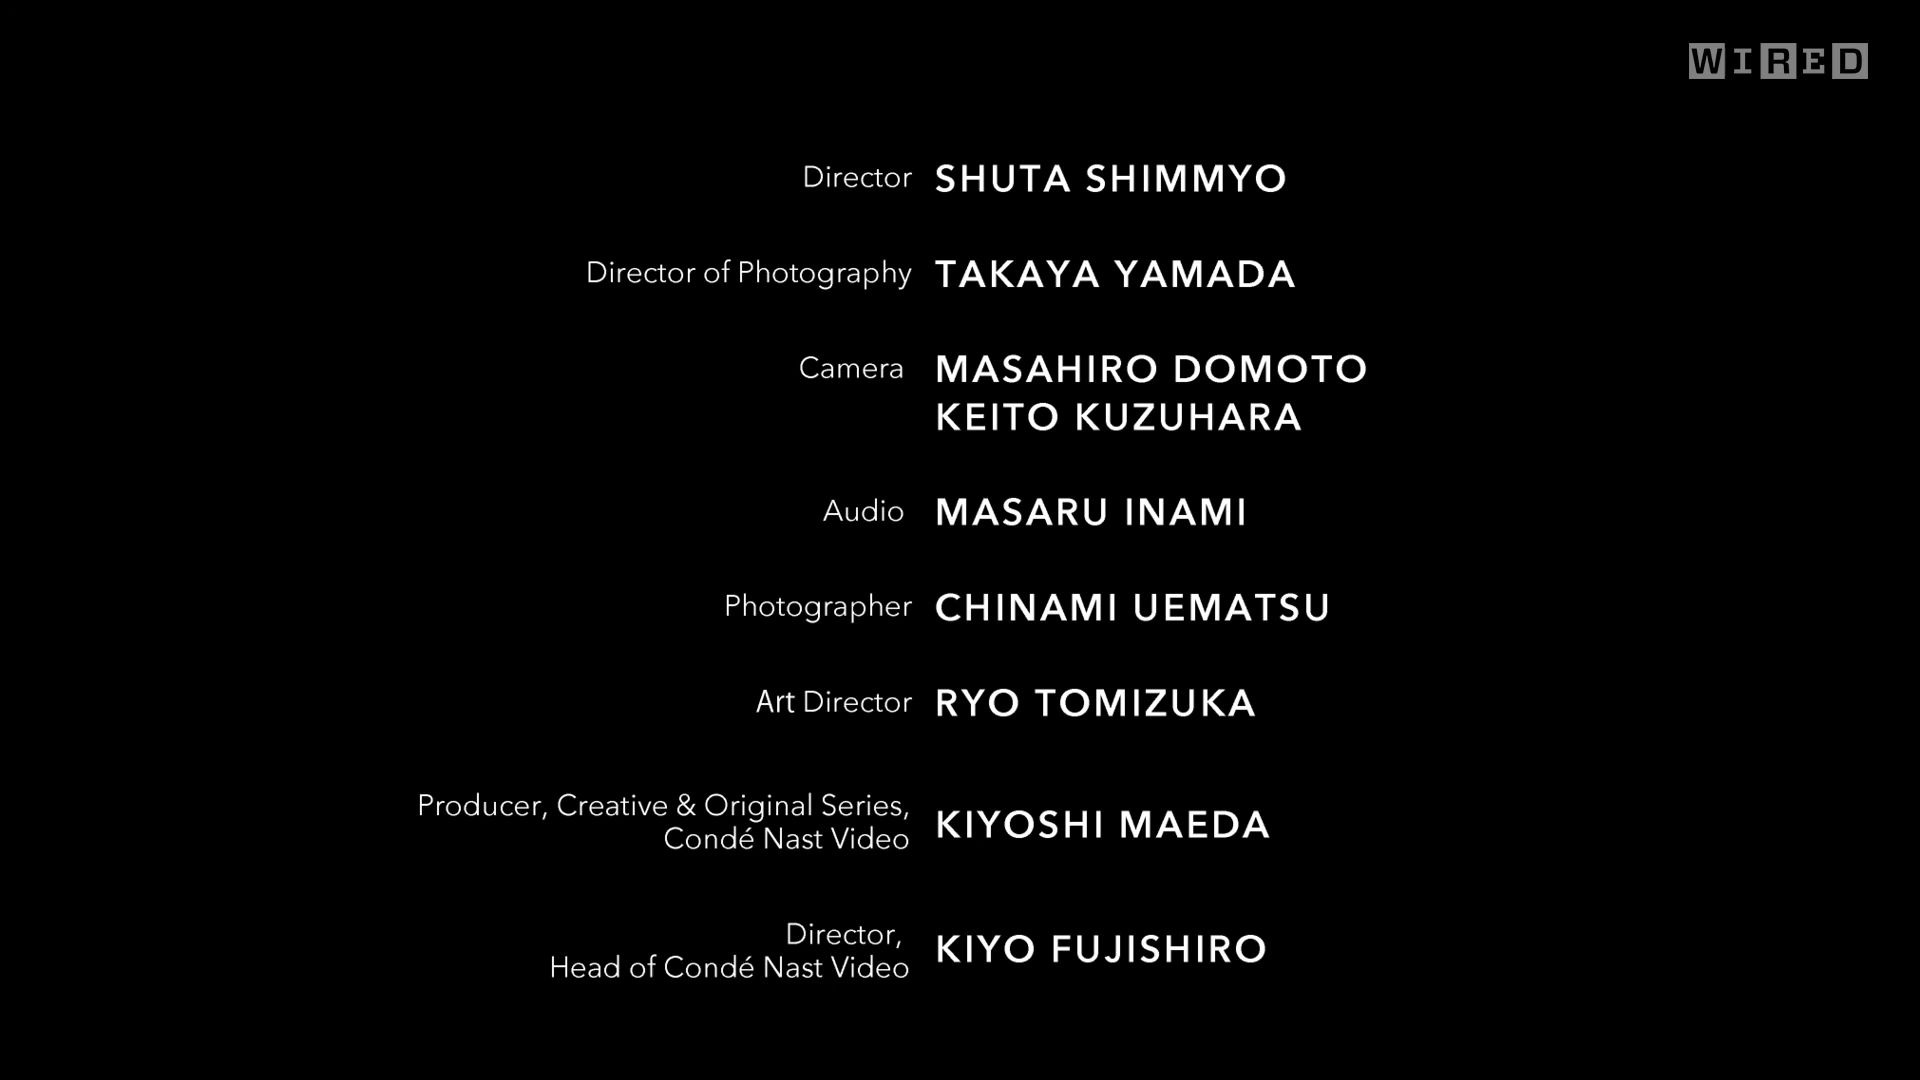 WIRED
Director SHUTA SHIMMYO
Director of Photography TAKAYA YAMADA
Camera MASAHIRO DOMOTO
KEITO KUZUHARA
Audio MASARU INAMI
Photographer CHINAMI UEMATSU
Art Director RYO TOMIZUKA
Producer, Creative & Original Series,
Condé Nast Video KIYOSHI MAEDA
Director,
Head of Condé Nast Video KIYO FUJISHIRO